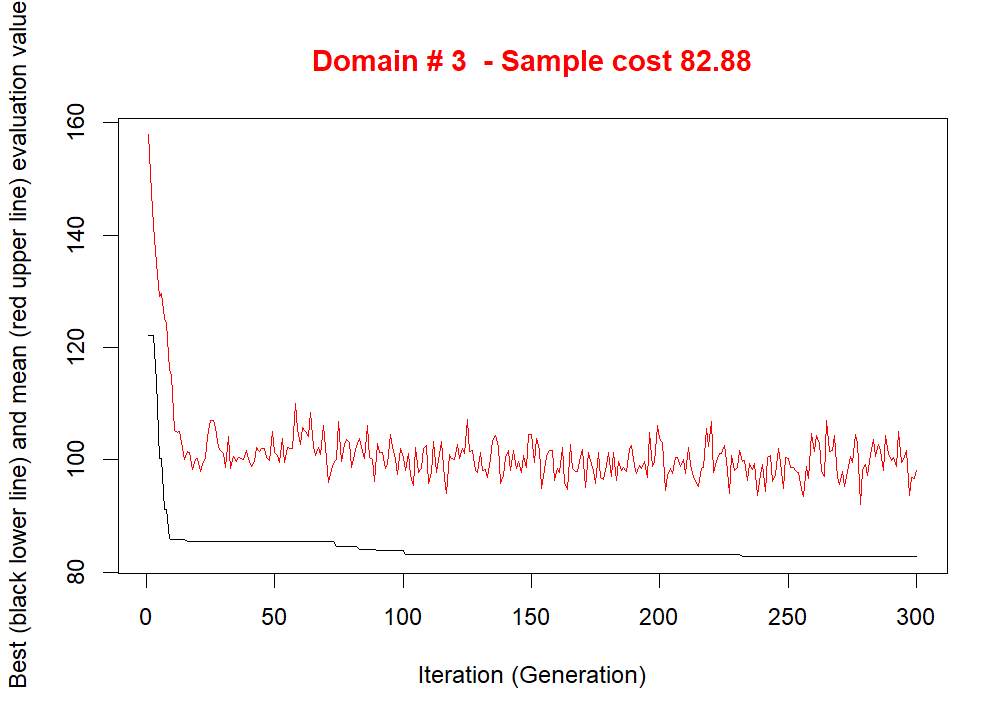 Domain # 3  - Sample cost 82.88
Best (black lower line) and mean (red upper line) evaluation value
160
140
120
100
80
0 50 100 150 200 250 300
Iteration (Generation)